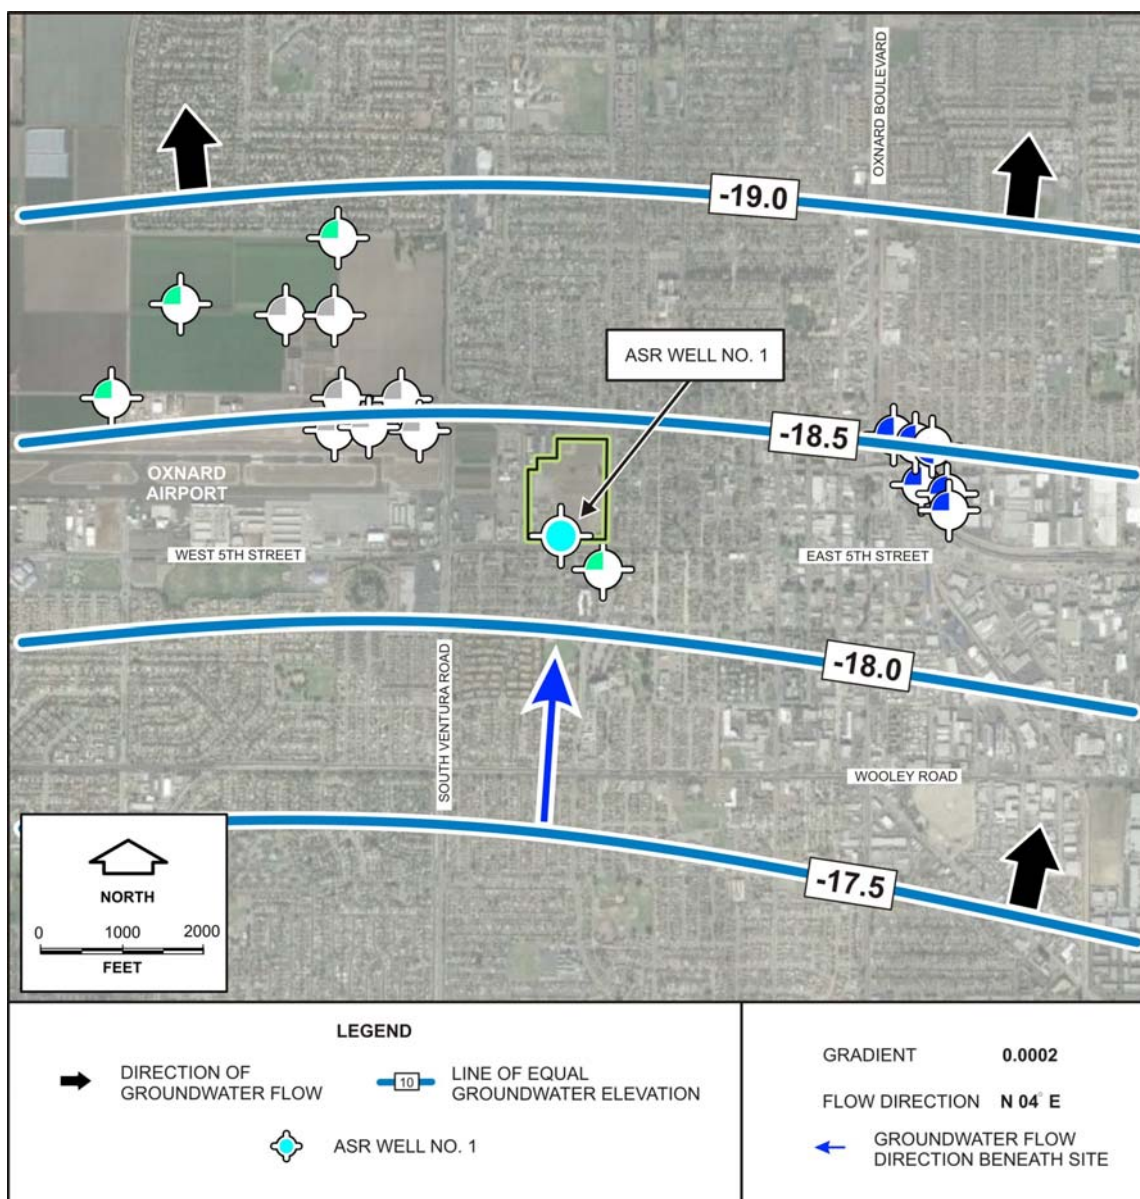 OXNARD BOULEVARD
-19.0
ASR WELL NO. 1
-18.5
OXNARD
AIRPORT
WEST 5TH STREET
EAST 5TH STREET
SOUTH VENTURA ROAD
-18.0
WOOLEY ROAD
-17.5
NORTH
0 1000 2000
FEET
LEGEND
DIRECTION OF
GROUNDWATER FLOW
10
LINE OF EQUAL
GROUNDWATER ELEVATION
ASR WELL NO. 1
GRADIENT 0.0002
FLOW DIRECTION N 04° E
GROUNDWATER FLOW
DIRECTION BENEATH SITE